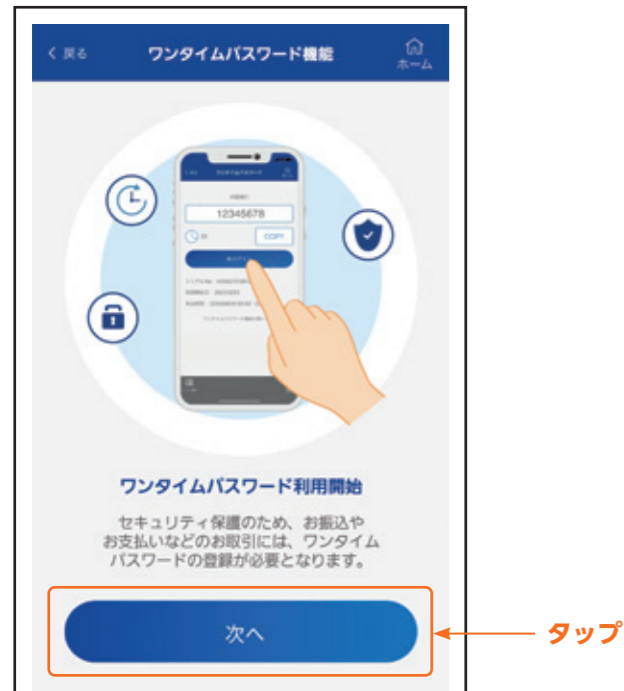 戻る
ワンタイムパスワード機能
ホーム
12345678
COPY
ワンタイムパスワード利用開始
セキュリティ保護のため、お振込や
お支払いなどのお取引には、ワンタイム
パスワードの登録が必要となります。
次へ
タップ